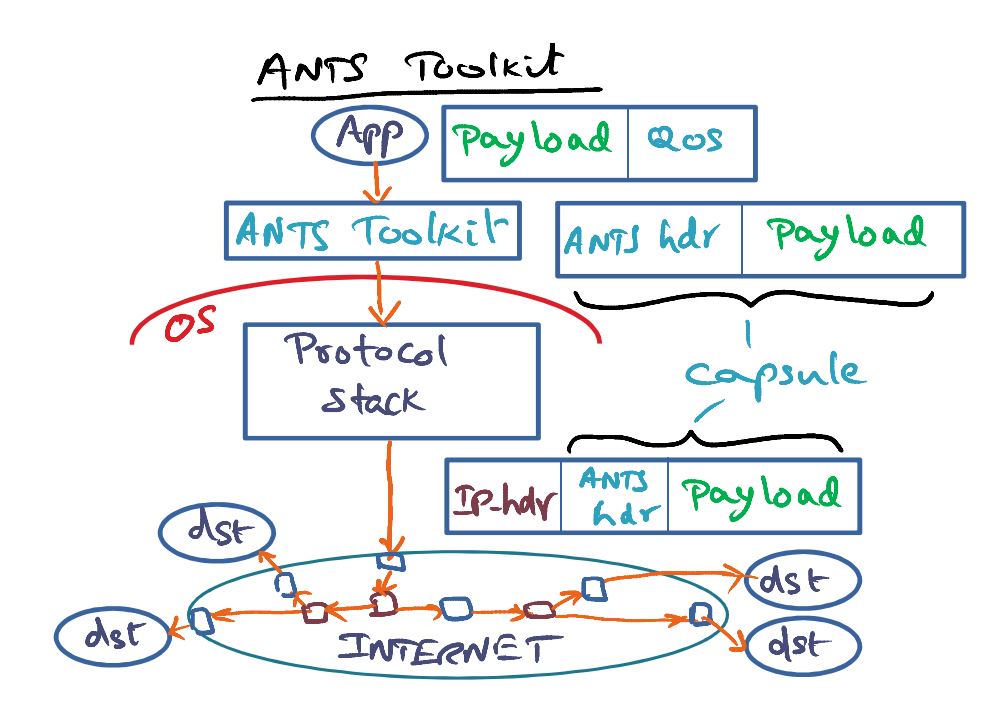 ANTS Toolkit
App
Payload QOS
ANTS Toolkit
ANTS hdr Payload
OS
Protocol
stack
capsule
IP-hdr ANTS hdr Payload
dst
dst
dst
dst
INTERNET